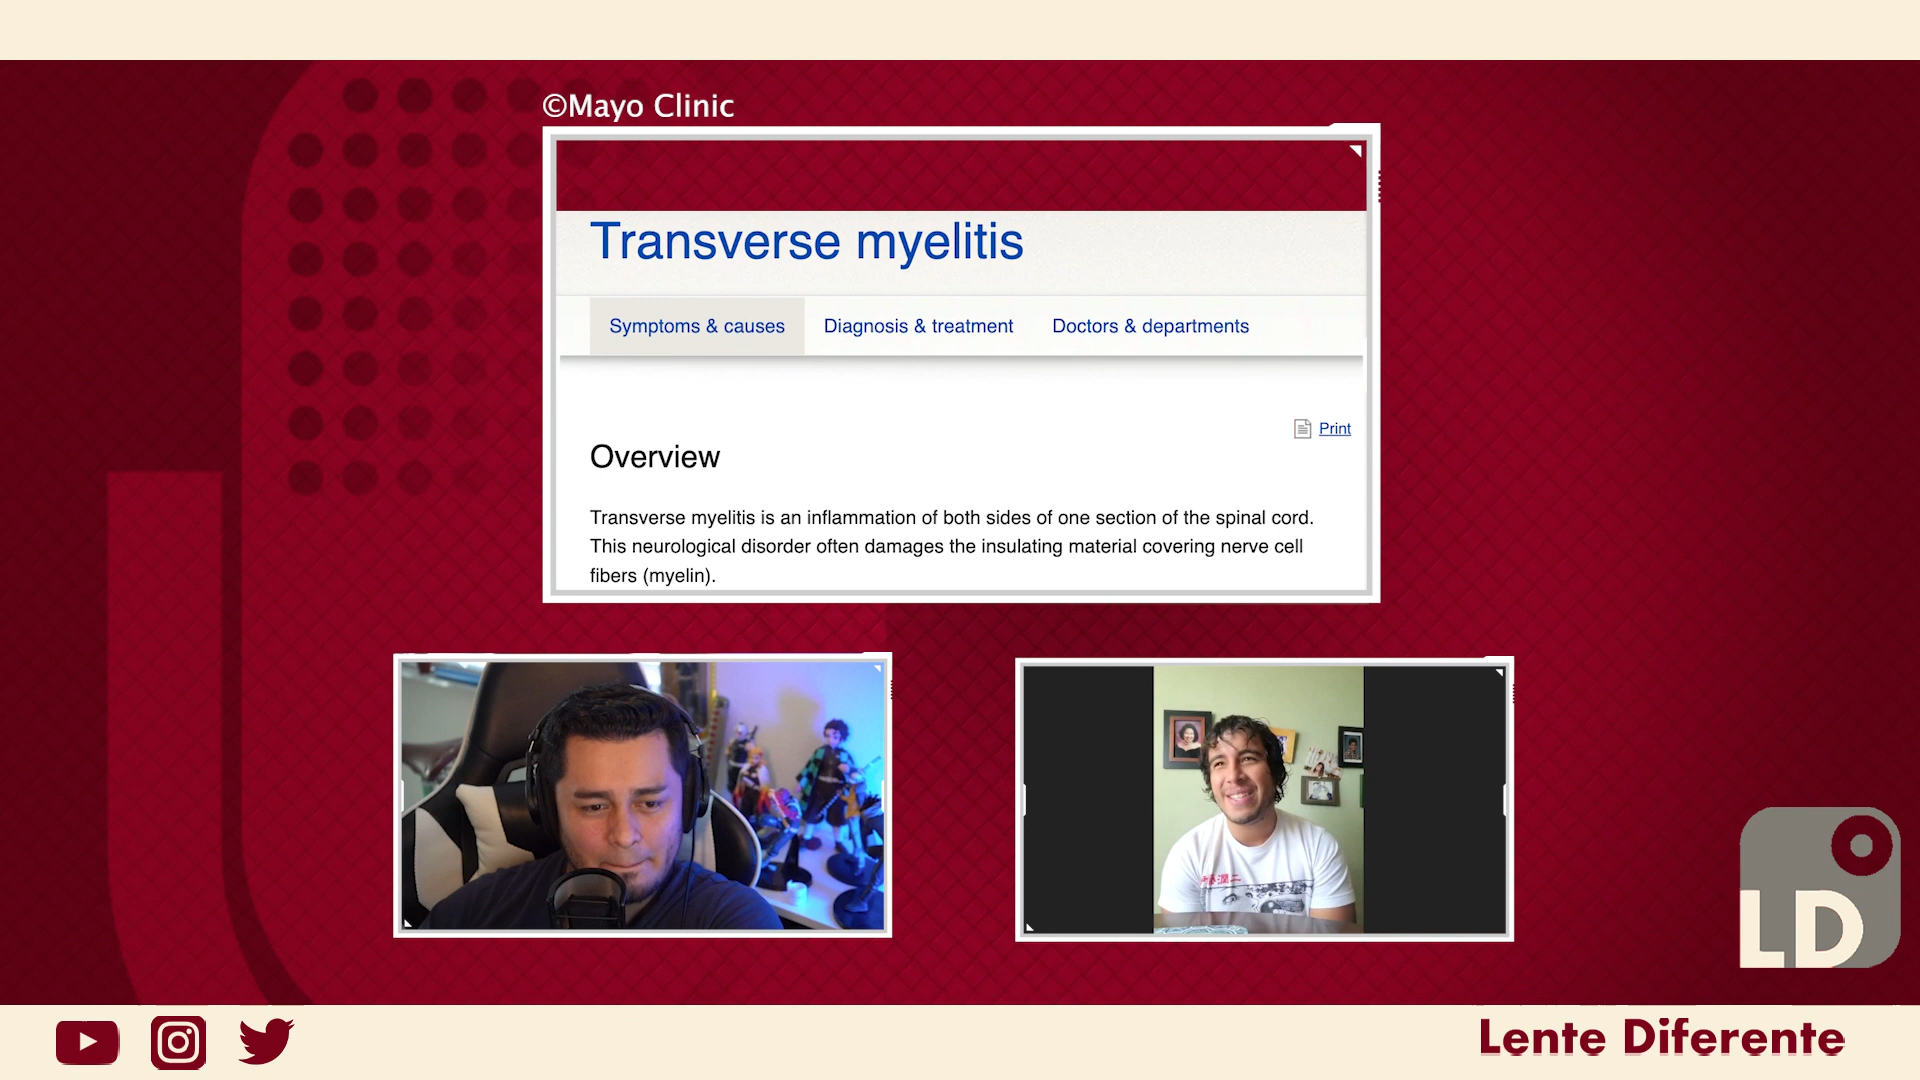 ©Mayo Clinic
Transverse myelitis
Symptoms & causes
Diagnosis & treatment
Doctors & departments
Print
Overview
Transverse myelitis is an inflammation of both sides of one section of the spinal cord.
This neurological disorder often damages the insulating material covering nerve cell
fibers (myelin).
LD
Lente Diferente